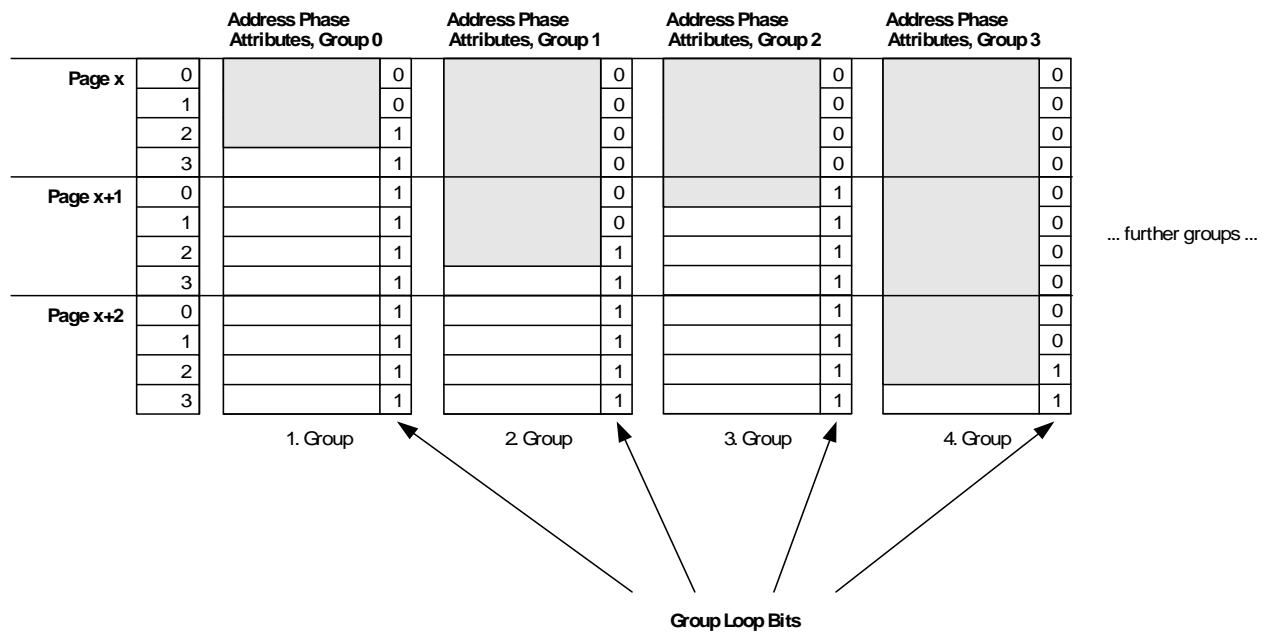 Address Phase Attributes, Group 0
Address Phase Attributes, Group 1
Address Phase Attributes, Group 2
Address Phase Attributes, Group 3
Page x 0 0 0 0 0
1 0 0 0 0
2 1 0 0 0
3 1 0 0 0
Page x+1 0 1 0 1 0
1 1 0 1 0
2 1 1 1 0
3 1 1 1 0
... further groups ...
Page x+2 0 1 1 1 0
1 1 1 1 0
2 1 1 1 1
3 1 1 1 1
1. Group 2. Group 3. Group 4. Group
Group Loop Bits